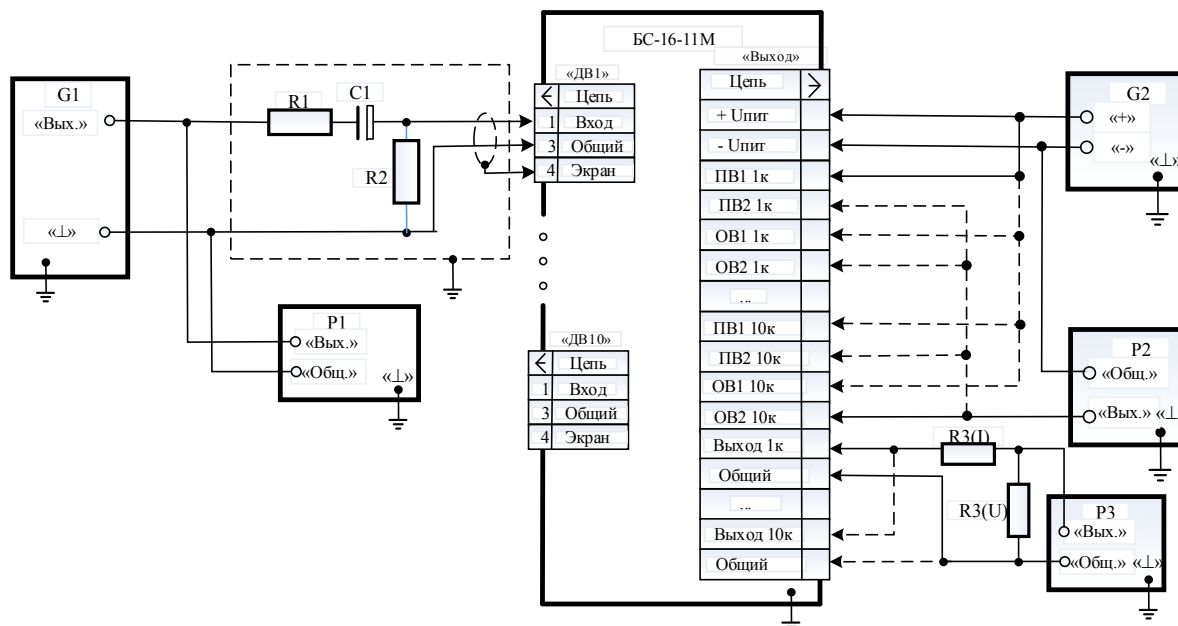 БС-16-11М
G1
«Вых.»
«⊥»
R1
C1
R2
P1
«Вых.»
«Общ.»
«⊥»
«ДВ1»
Цепь
1 Вход
3 Общий
4 Экран
«ДВ10»
Цепь
1 Вход
3 Общий
4 Экран
«Выход»
Цепь
+ Uпит
- Uпит
ПВ1 1к
ПВ2 1к
ОВ1 1к
ОВ2 1к
...
ПВ1 10к
ПВ2 10к
ОВ1 10к
ОВ2 10к
Выход 1к
Общий
...
Выход 10к
Общий
G2
«+»
«-»
«⊥»
P2
«Общ.»
«Вых.» «⊥»
R3(I)
R3(U)
P3
«Вых.»
«Общ.» «⊥»